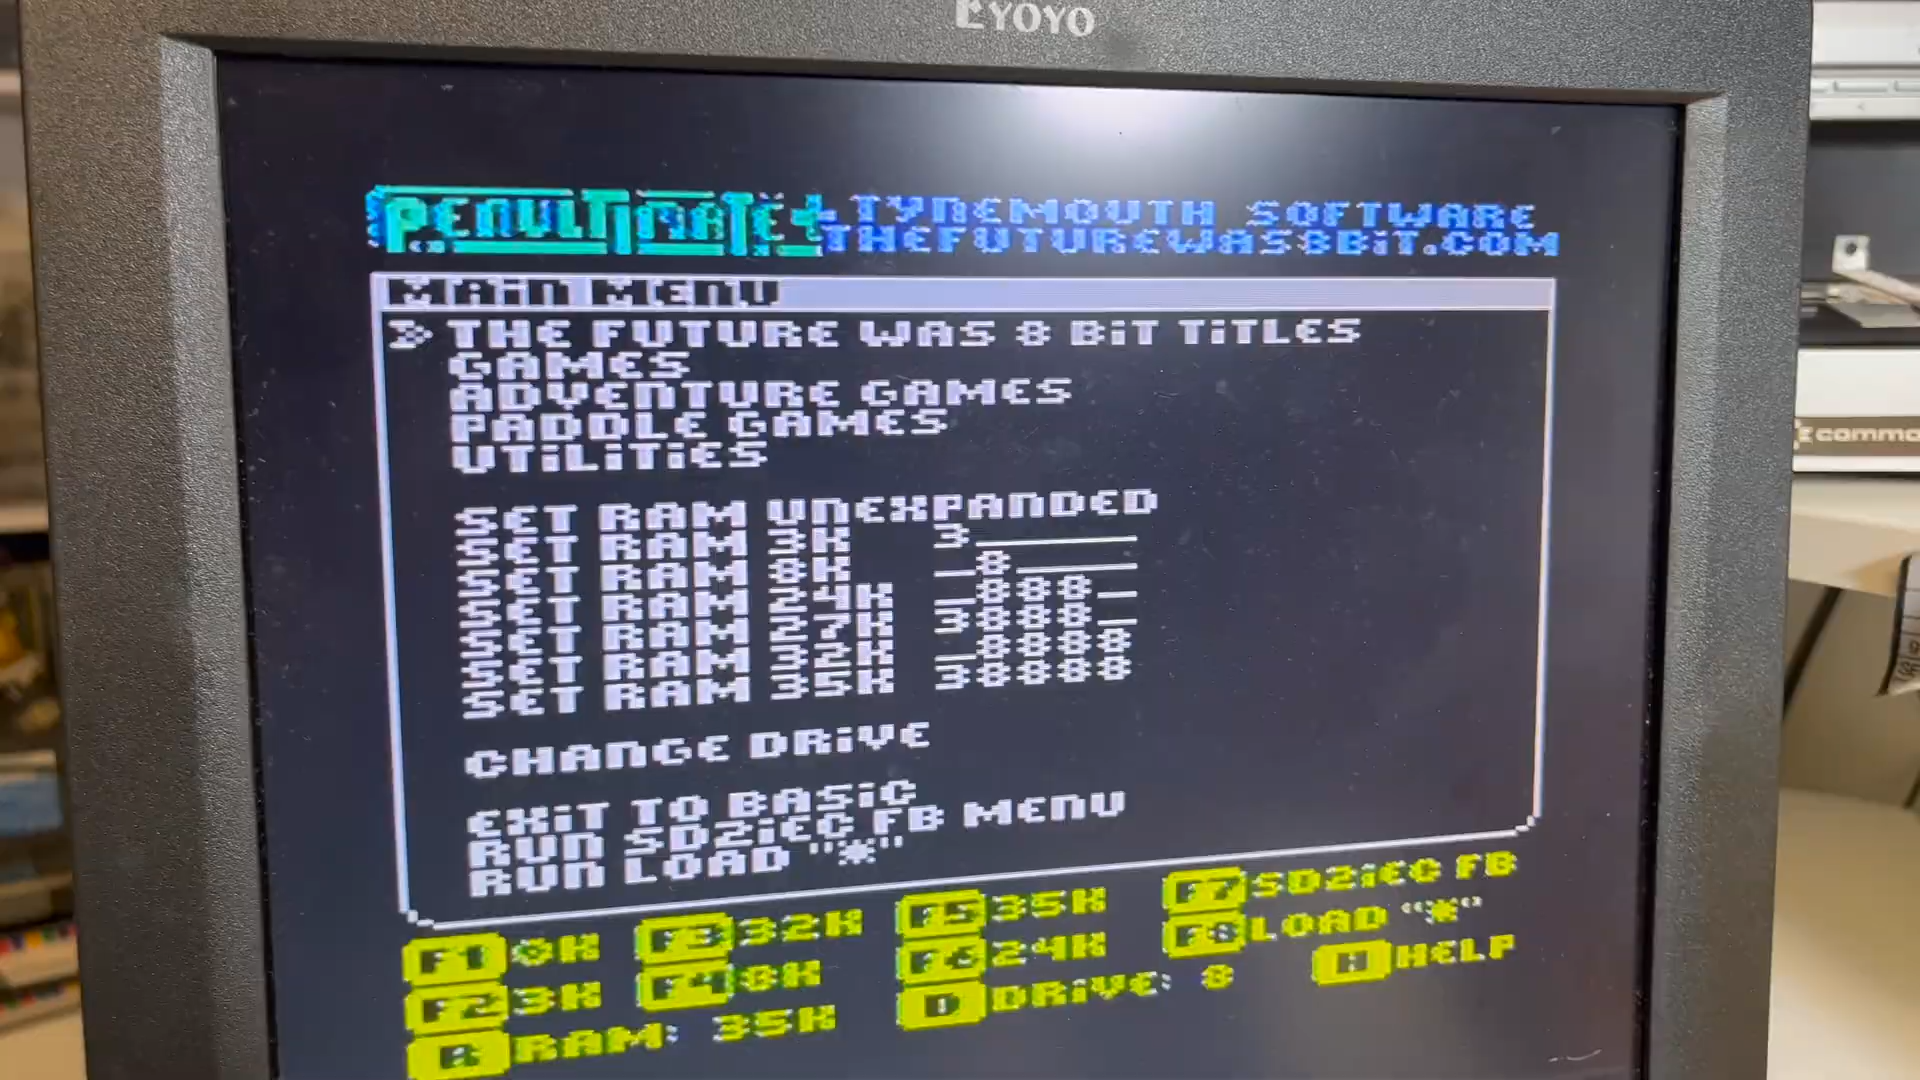 EYOYO
PENULTIMATE+
TYNEMOUTH SOFTWARE
THEFUTUREWAS8BiT.COM
MAiN MENU
> THE FUTURE WAS 8 BiT TiTLES
GAMES
ADVENTURE GAMES
PADDLE GAMES
UTiLiTiES
SET RAM UNEXPANDED
SET RAM 3K 3____
SET RAM 8K _8___
SET RAM 24K _888_
SET RAM 27K 3888_
SET RAM 32K _8888
SET RAM 35K 38888
CHANGE DRiVE
EXiT TO BASiC
RUN SD2iEC FB MENU
RUN LOAD "*"
F1 0K F3 32K F5 35K F7 SD2iEC FB
F2 3K F4 8K F6 24K F8 LOAD "*"
R RAM: 35K D DRiVE: 8 H HELP
commo